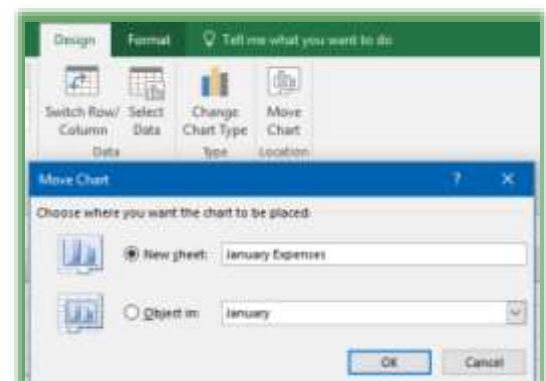 Design Format Tell me what you want to do
Switch Row/ Select Change Move
Column Data Chart Type Chart
Data Type Location
Move Chart ? ×
Choose where you want the chart to be placed:
New sheet: January Expenses
Object in: January
OK Cancel